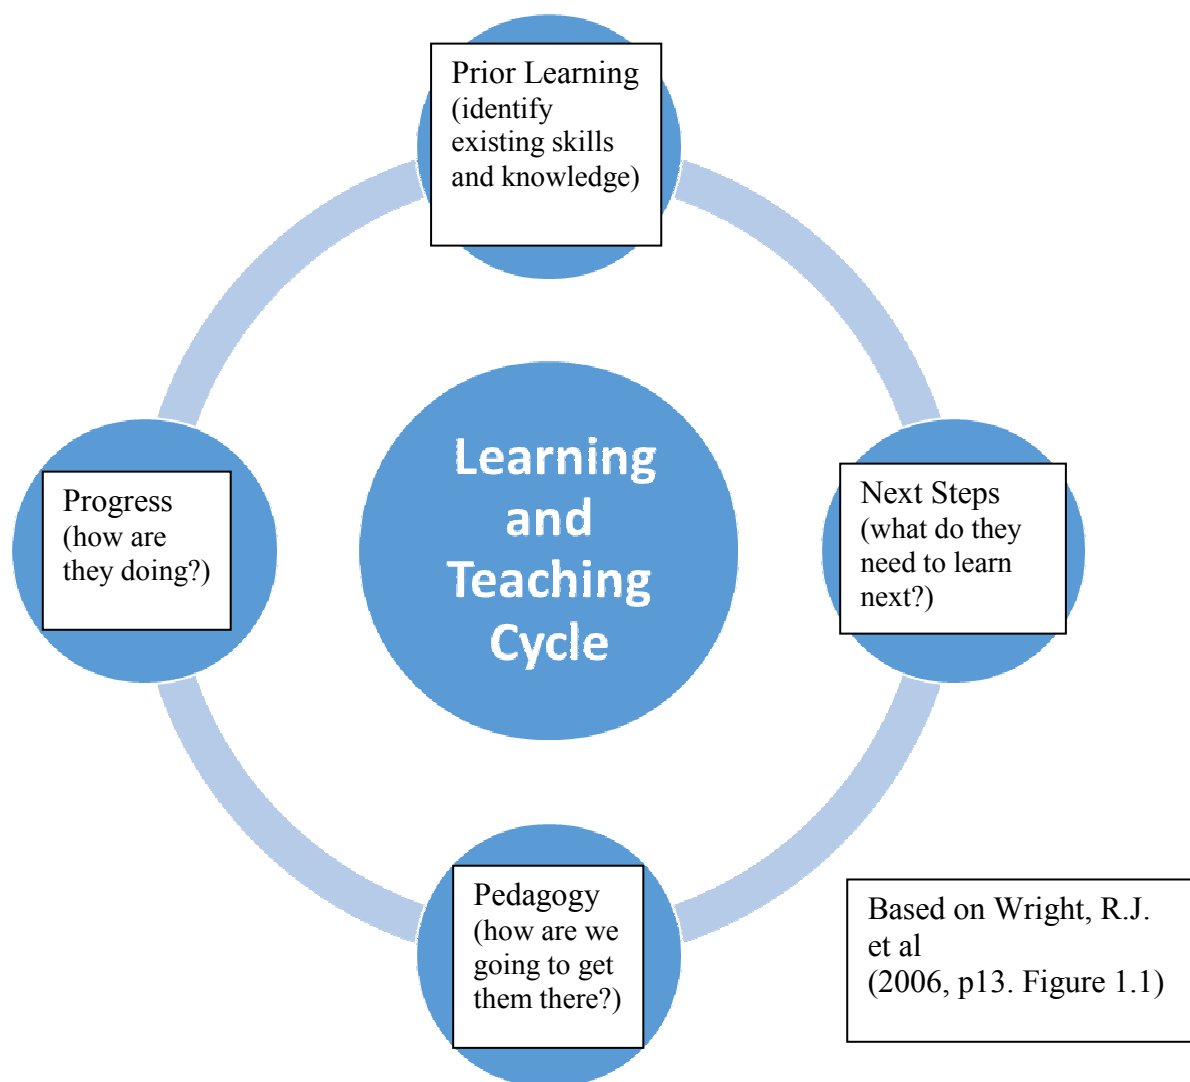 Prior Learning
(identify
existing skills
and knowledge)
Learning
and
Teaching
Cycle
Progress
(how are
they doing?)
Next Steps
(what do they
need to learn
next?)
Pedagogy
(how are we
going to get
them there?)
Based on Wright, R.J.
et al
(2006, p13. Figure 1.1)